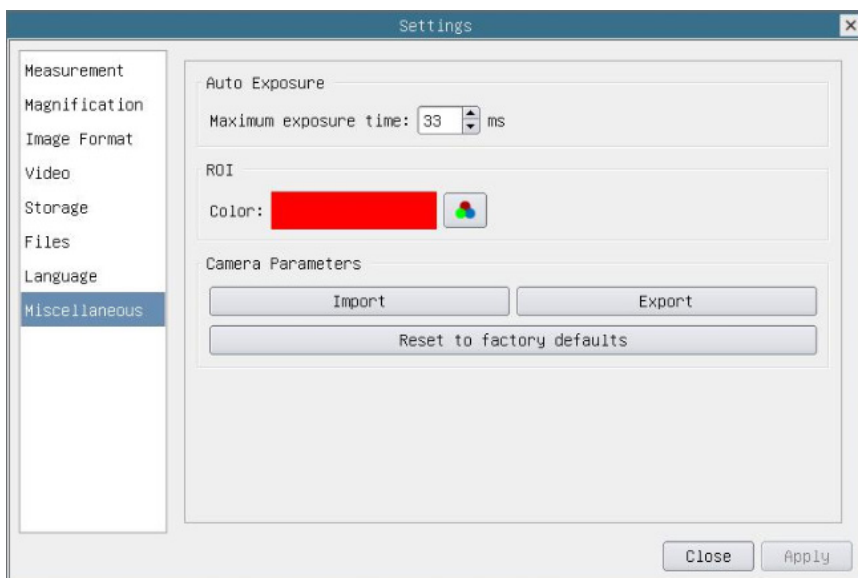 Settings
Measurement
Magnification
Image Format
Video
Storage
Files
Language
Miscellaneous
Auto Exposure
Maximum exposure time: 33 ms
ROI
Color:
Camera Parameters
Import Export
Reset to factory defaults
Close Apply